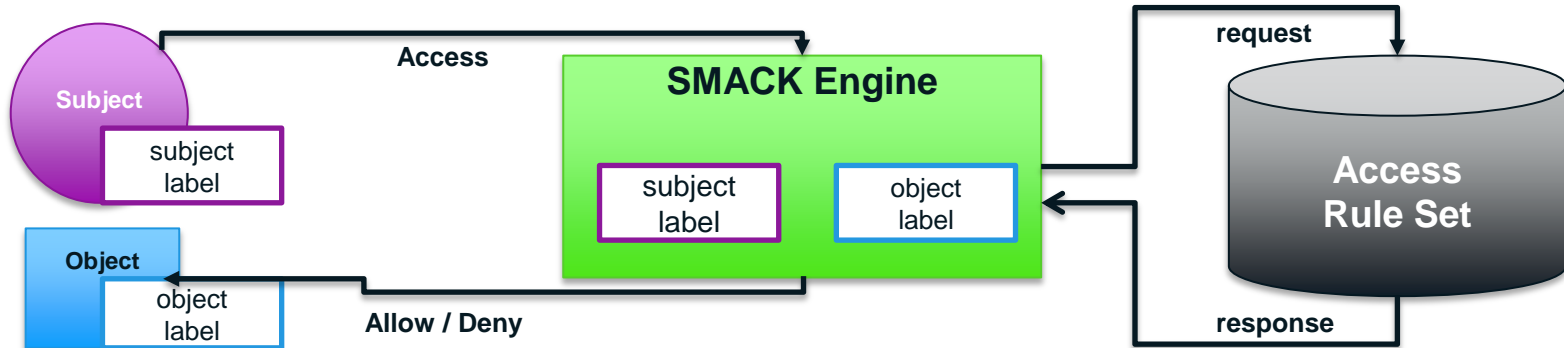 Access
request
SMACK Engine
Subject
subject
label
subject
label
object
label
Access
Rule Set
Object
object
label
Allow / Deny
response